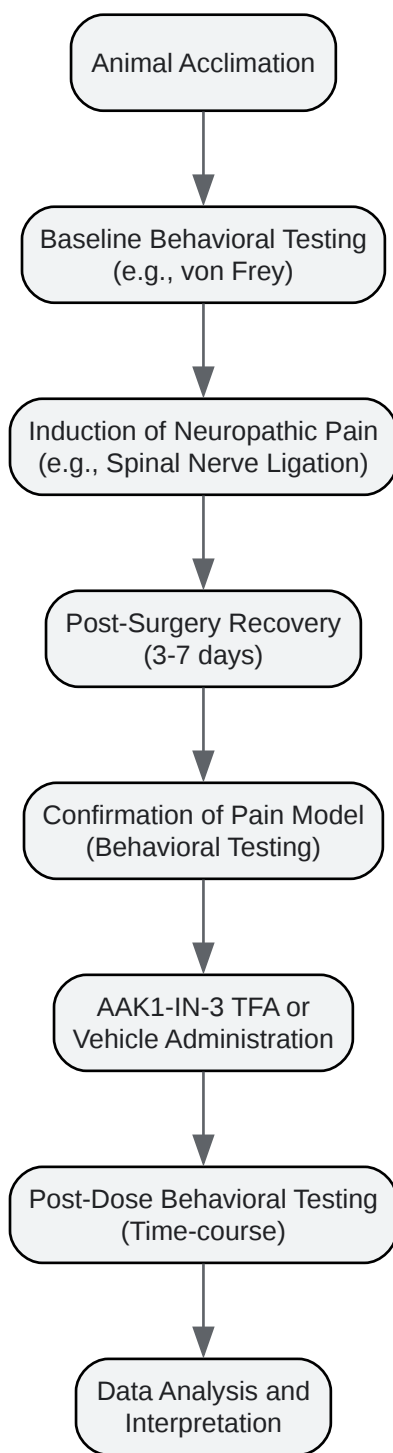 Animal Acclimation
Baseline Behavioral Testing
(e.g., von Frey)
Induction of Neuropathic Pain
(e.g., Spinal Nerve Ligation)
Post-Surgery Recovery
(3-7 days)
Confirmation of Pain Model
(Behavioral Testing)
AAK1-IN-3 TFA or
Vehicle Administration
Post-Dose Behavioral Testing
(Time-course)
Data Analysis and
Interpretation